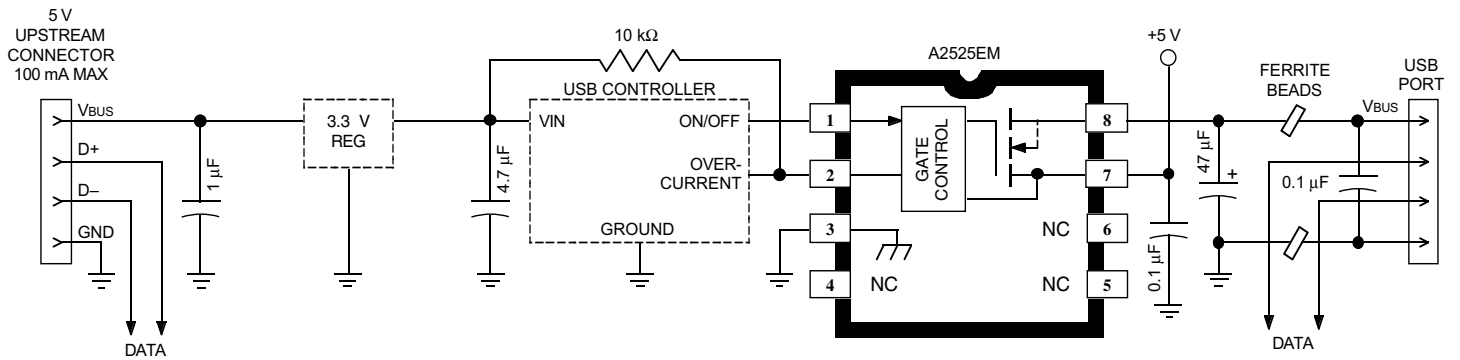 5 V
UPSTREAM
CONNECTOR
100 mA MAX
VBUS
D+
D–
GND
DATA
1 µF
3.3 V
REG
4.7 µF
10 kΩ
USB CONTROLLER
VIN
ON/OFF
OVER-
CURRENT
GROUND
A2525EM
1
2
3
4
NC
GATE
CONTROL
8
7
NC
6
NC
5
+5 V
0.1 µF
47 µF
+
FERRITE
BEADS
0.1 µF
VBUS
USB
PORT
DATA